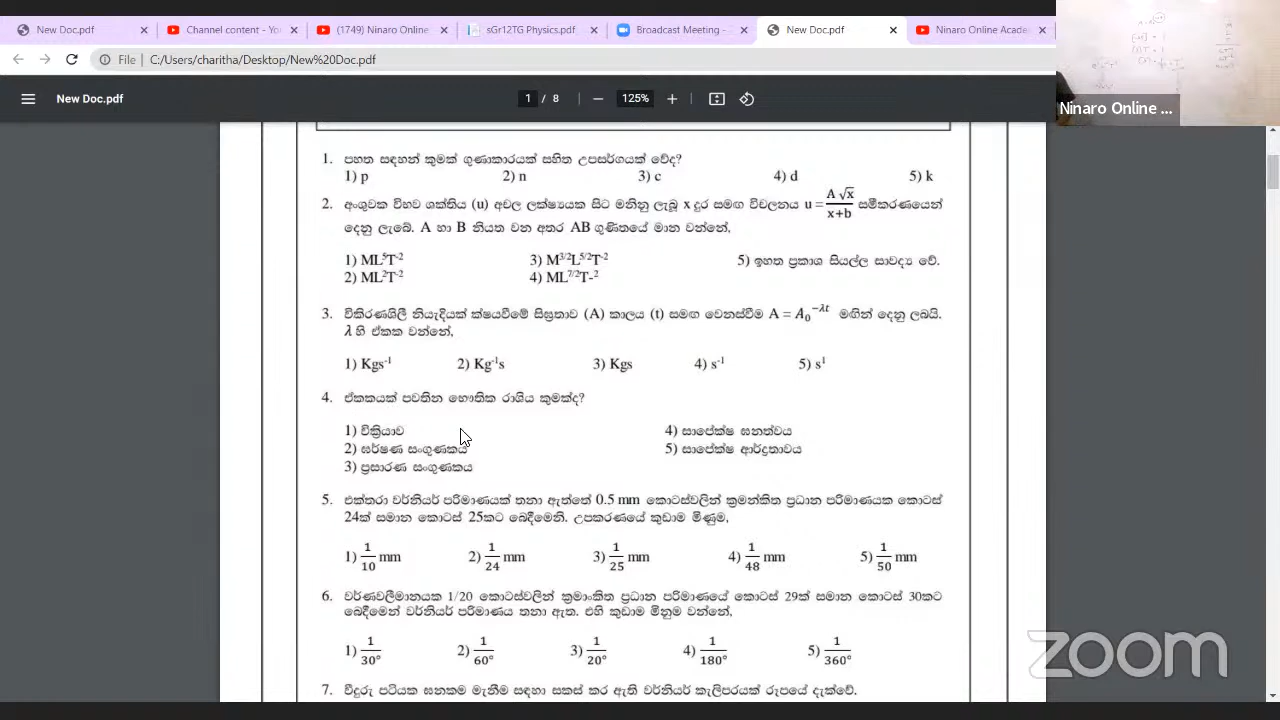 New Doc.pdf
Channel content - Yo
(1749) Ninaro Online
sGr12TG Physics.pdf
Broadcast Meeting -
New Doc.pdf
Ninaro Online Acade
File | C:/Users/charitha/Desktop/New%20Doc.pdf
New Doc.pdf
1 / 8
125%
Ninaro Online ...
1. පහත සඳහන් කුමක් ගුණාකාරයක් සහිත උපසර්ගයක් වේද?
1) p 2) n 3) c 4) d 5) k
2. අංශුවක විභව ශක්තිය (u) අචල ලක්ෂ්‍යයක සිට මනිනු ලැබූ x දුර සමඟ විචලනය u = A √x / x+b සමීකරණයෙන්
දෙනු ලැබේ. A හා B නියත වන අතර AB ගුණිතයේ මාන වන්නේ,
1) ML⁵T⁻² 3) M³ᐟ²L⁵ᐟ²T⁻² 5) ඉහත ප්‍රකාශ සියල්ල සාවද්‍ය වේ.
2) ML²T⁻² 4) ML⁷ᐟ²T-²
3. විකිරණශීලී නියැදියක් ක්ෂයවීමේ සීඝ්‍රතාව (A) කාලය (t) සමඟ වෙනස්වීම A = A₀⁻λᵗ මඟින් දෙනු ලබයි.
λ හි ඒකක වන්නේ,
1) Kgs⁻¹ 2) Kg⁻¹s 3) Kgs 4) s⁻¹ 5) s¹
4. ඒකකයක් පවතින භෞතික රාශිය කුමක්ද?
1) වික්‍රියාව 4) සාපේක්ෂ ඝනත්වය
2) ඝර්ෂණ සංගුණකය 5) සාපේක්ෂ ආර්ද්‍රතාවය
3) ප්‍රසාරණ සංගුණකය
5. එක්තරා වර්නියර් පරිමාණයක් තනා ඇත්තේ 0.5 mm කොටස්වලින් ක්‍රමන්කිත ප්‍රධාන පරිමාණයක කොටස්
24ක් සමාන කොටස් 25කට බෙදීමෙනි. උපකරණයේ කුඩාම මිණුම,
1) 1/10 mm 2) 1/24 mm 3) 1/25 mm 4) 1/48 mm 5) 1/50 mm
6. වර්ණවලීමානයක 1/20 කොටස්වලින් ක්‍රමාංකිත ප්‍රධාන පරිමාණයේ කොටස් 29ක් සමාන කොටස් 30කට
බෙදීමෙන් වර්නියර් පරිමාණය තනා ඇත. එහි කුඩාම මිනුම වන්නේ,
1) 1/30° 2) 1/60° 3) 1/20° 4) 1/180° 5) 1/360°
7. වීදුරු පටියක ඝනකම මැනීම සඳහා සකස් කර ඇති වර්නියර් කැලිපරයක් රූපයේ දැක්වේ.
zoom